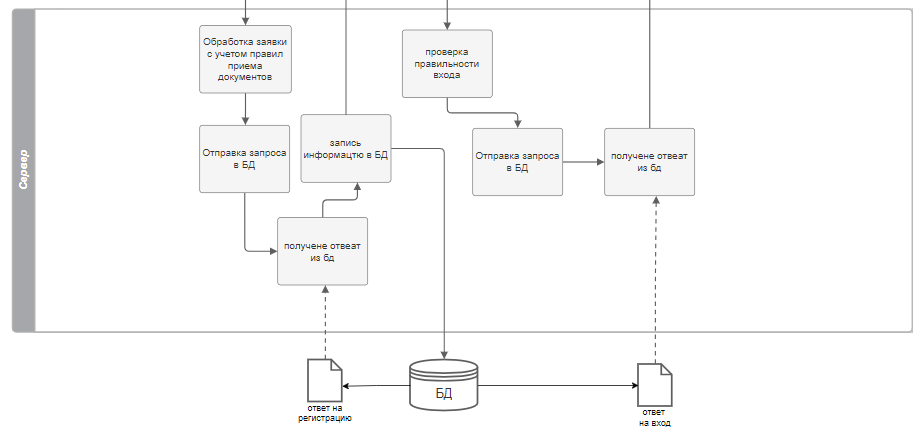 Сервер
Обработка заявки
с учетом правил
приема
документов
Отправка запроса
в БД
запись
информацтю в БД
получене отвеат
из бд
проверка
правильности
входа
Отправка запроса
в БД
получене отвеат
из бд
ответ на
регистрацию
БД
ответ
на вход